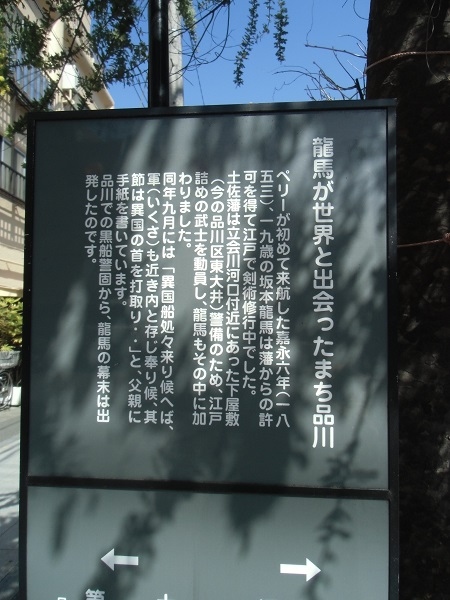 龍馬が世界と出会ったまち品川
ペリーが初めて来航した嘉永六年(一八
五三)、一九歳の坂本龍馬は藩からの許
可を得て江戸で剣術修行中でした。
土佐藩は立会川河口付近にあった下屋敷
(今の品川区東大井)警備のため、江戸
詰めの武士を動員し、龍馬もその中に加
わりました。
同年九月には「異国船処々来り候へば、
軍(いくさ)も近き内と存じ奉り候、其
節は異国の首を打取り‥」と、父親に
手紙を書いています。
品川での黒船警固から、龍馬の幕末は出
発したのです。
← →
第